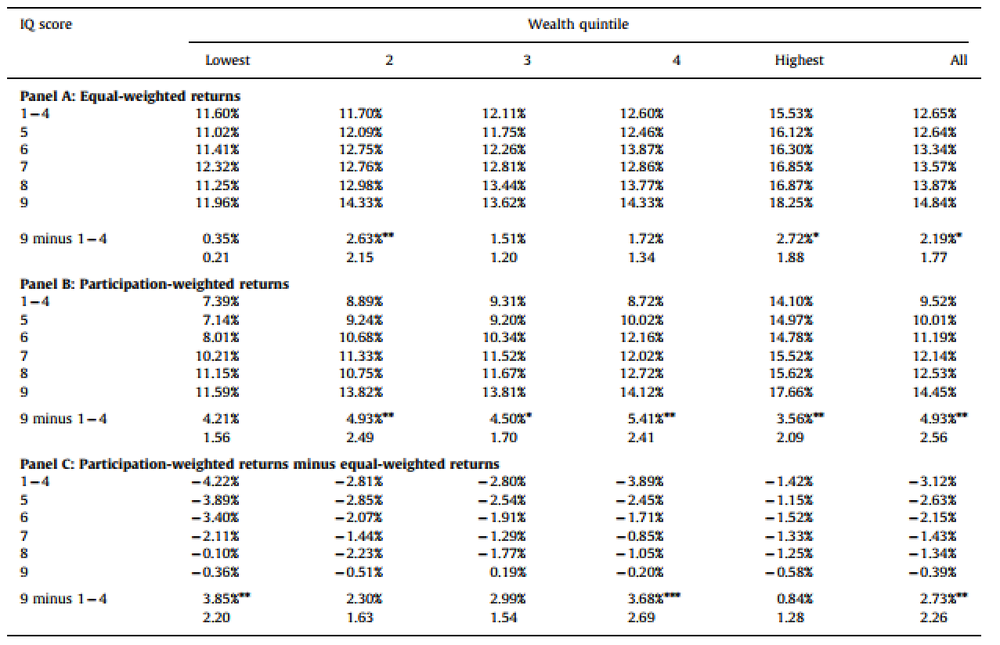 IQ score Wealth quintile
Lowest 2 3 4 Highest All
Panel A: Equal-weighted returns
1−4 11.60% 11.70% 12.11% 12.60% 15.53% 12.65%
5 11.02% 12.09% 11.75% 12.46% 16.12% 12.64%
6 11.41% 12.75% 12.26% 13.87% 16.30% 13.34%
7 12.32% 12.76% 12.81% 12.86% 16.85% 13.57%
8 11.25% 12.98% 13.44% 13.77% 16.87% 13.87%
9 11.96% 14.33% 13.62% 14.33% 18.25% 14.84%
9 minus 1−4 0.35% 2.63%** 1.51% 1.72% 2.72%* 2.19%*
0.21 2.15 1.20 1.34 1.88 1.77
Panel B: Participation-weighted returns
1−4 7.39% 8.89% 9.31% 8.72% 14.10% 9.52%
5 7.14% 9.24% 9.20% 10.02% 14.97% 10.01%
6 8.01% 10.68% 10.34% 12.16% 14.78% 11.19%
7 10.21% 11.33% 11.52% 12.02% 15.52% 12.14%
8 11.15% 10.75% 11.67% 12.72% 15.62% 12.53%
9 11.59% 13.82% 13.81% 14.12% 17.66% 14.45%
9 minus 1−4 4.21% 4.93%** 4.50%* 5.41%** 3.56%** 4.93%**
1.56 2.49 1.70 2.41 2.09 2.56
Panel C: Participation-weighted returns minus equal-weighted returns
1−4 −4.22% −2.81% −2.80% −3.89% −1.42% −3.12%
5 −3.89% −2.85% −2.54% −2.45% −1.15% −2.63%
6 −3.40% −2.07% −1.91% −1.71% −1.52% −2.15%
7 −2.11% −1.44% −1.29% −0.85% −1.33% −1.43%
8 −0.10% −2.23% −1.77% −1.05% −1.25% −1.34%
9 −0.36% −0.51% 0.19% −0.20% −0.58% −0.39%
9 minus 1−4 3.85%** 2.30% 2.99% 3.68%*** 0.84% 2.73%**
2.20 1.63 1.54 2.69 1.28 2.26